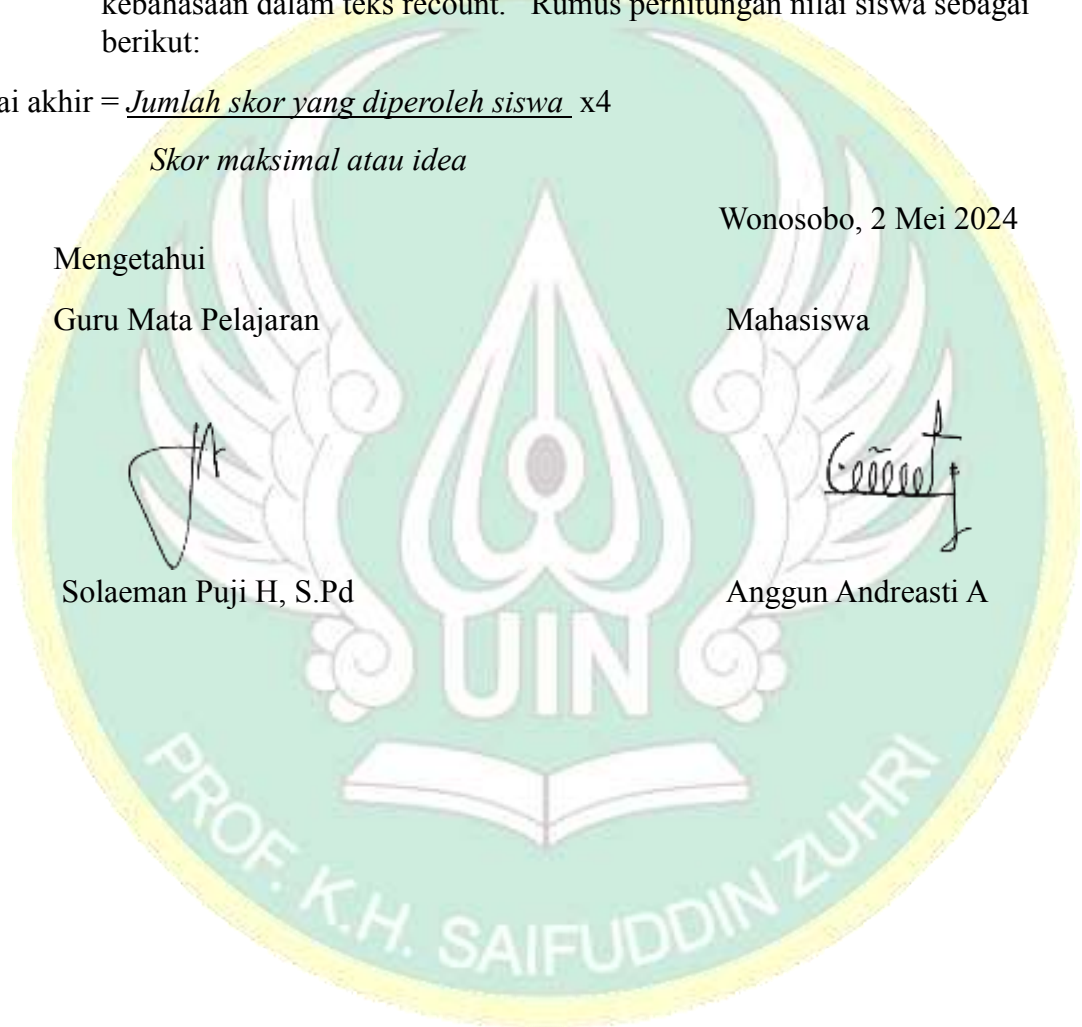 kebahasaan dalam teks recount. Rumus perhitungan nilai siswa sebagai
berikut:
ai akhir = Jumlah skor yang diperoleh siswa x4
Skor maksimal atau idea
Wonosobo, 2 Mei 2024
Mengetahui
Guru Mata Pelajaran Mahasiswa
Solaeman Puji H, S.Pd Anggun Andreasti A
UIN
PROF. K.H. SAIFUDDIN ZUHRI